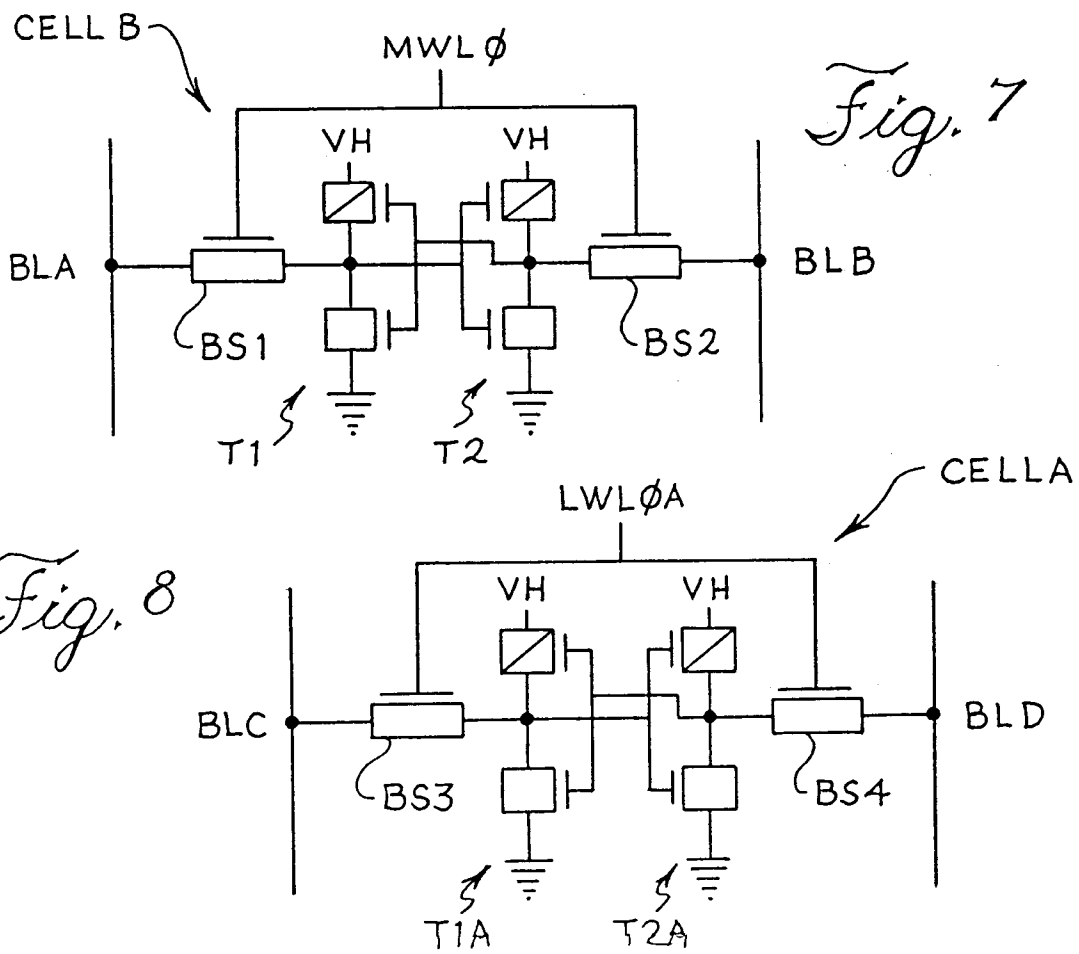 CELL B
MWLØ
Fig. 7
VH VH
BLA BLB
BS1 BS2
T1 T2
CELLA
LWLØA
Fig. 8
VH VH
BLC BLD
BS3 BS4
T1A T2A